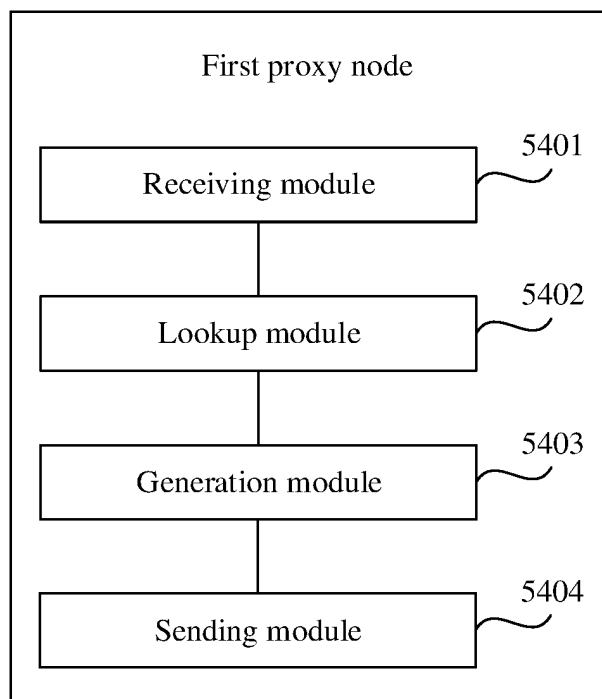 First proxy node
5401
Receiving module
5402
Lookup module
5403
Generation module
5404
Sending module